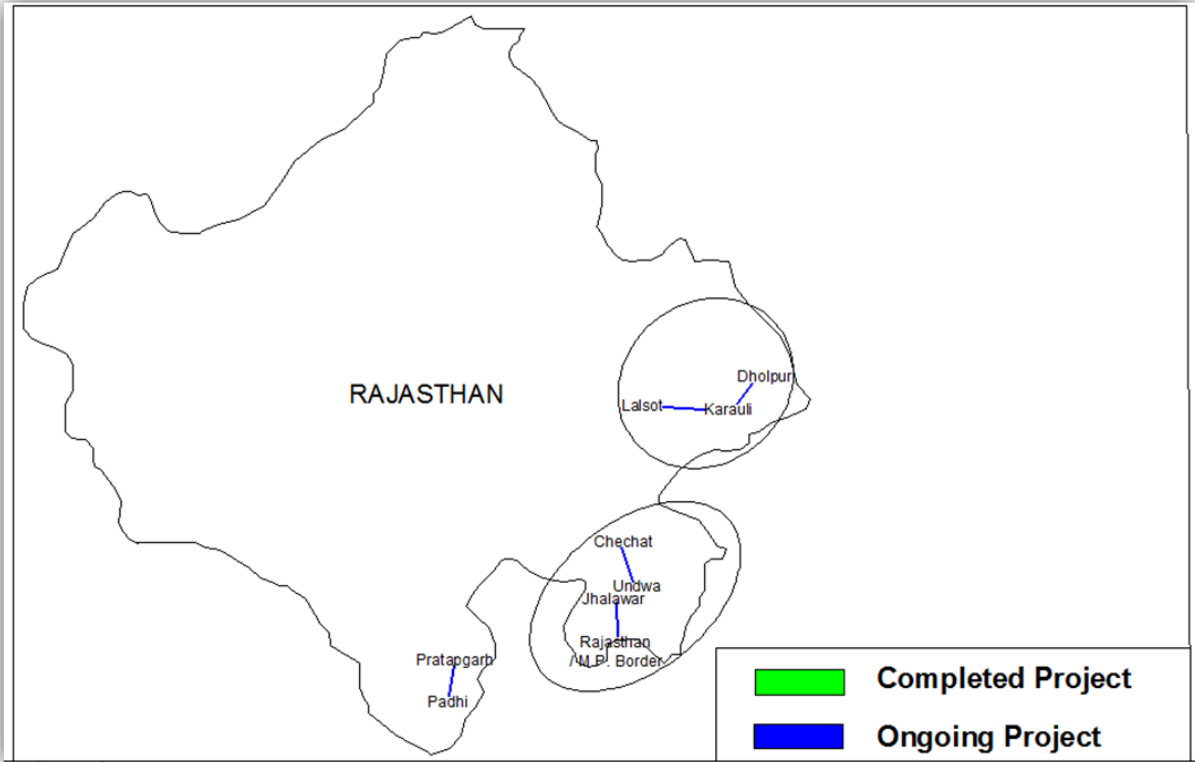 RAJASTHAN
Dholpur
Lalsot
Karauli
Chechat
Undwa
Jhalawar
Rajasthan
/M.P. Border
Pratapgarh
Padhi
Completed Project
Ongoing Project